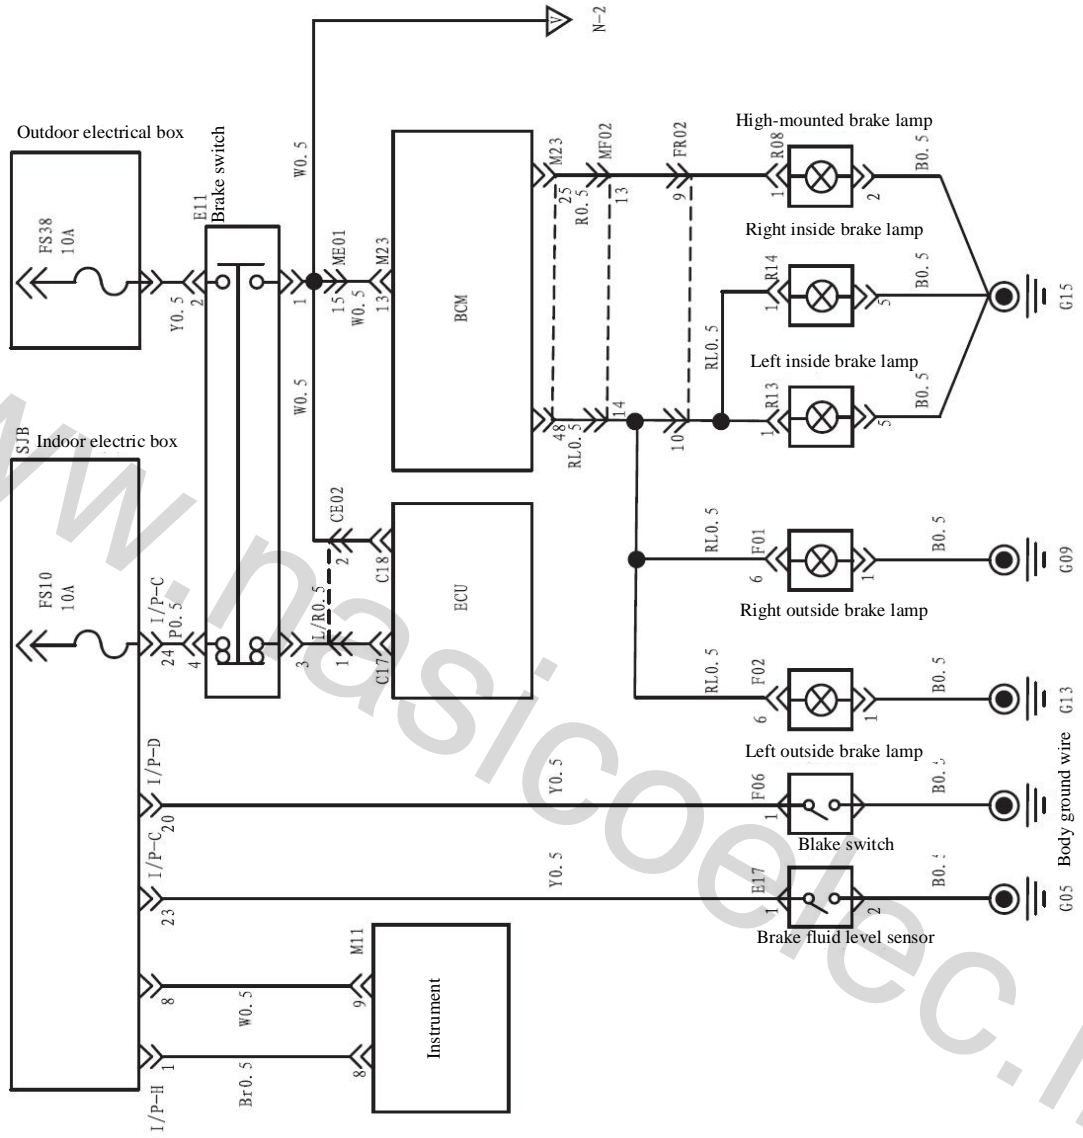 N-2
Outdoor electrical box
FS38
10A
E11
Brake switch
Y0.5
2
1
W0.5
ME01
15
W0.5
M23
13
BCM
W0.5
M23
25
R0.5
MF02
13
FR02
9
High-mounted brake lamp
R08
1
2
B0.5
Right inside brake lamp
R14
1
5
B0.5
RL0.5
Left inside brake lamp
R13
1
5
B0.5
G15
48
RL0.5
14
10
SJB
Indoor electric box
FS10
10A
I/P-C
P0.5
24
4
3
L/R0.5
CE02
2
1
C18
C17
ECU
RL0.5
F01
6
1
B0.5
G09
Right outside brake lamp
RL0.5
F02
6
1
B0.5
G13
Left outside brake lamp
I/P-D
20
Y0.5
F06
1
B0.5
Blake switch
Body ground wire
I/P-C
23
Y0.5
E17
1
2
B0.5
G05
Brake fluid level sensor
8
W0.5
9
M11
I/P-H
1
Br0.5
8
Instrument
V